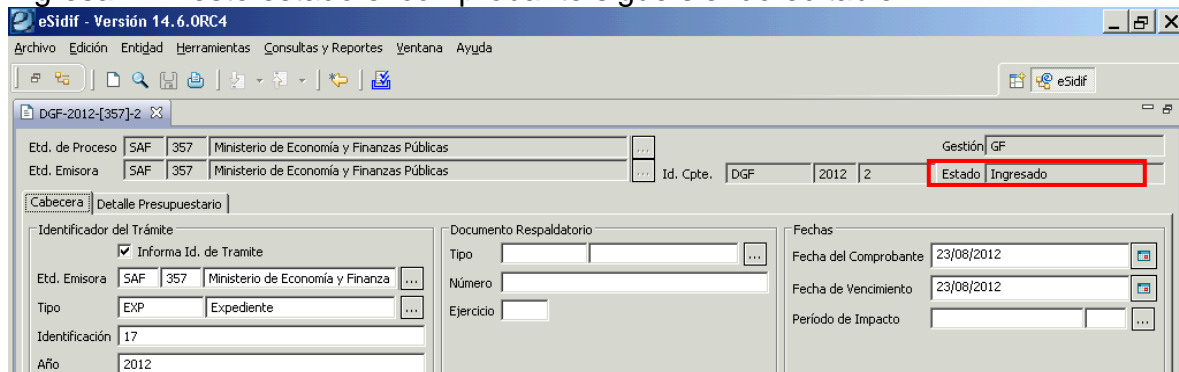 eSidif - Versión 14.6.0RC4
Archivo Edición Entidad Herramientas Consultas y Reportes Ventana Ayuda
eSidif
DGF-2012-[357]-2
Etd. de Proceso SAF 357 Ministerio de Economía y Finanzas Públicas ... Gestión GF
Etd. Emisora SAF 357 Ministerio de Economía y Finanzas Públicas ... Id. Cpte. DGF 2012 2 Estado Ingresado
Cabecera Detalle Presupuestario
Identificador del Trámite
Informa Id. de Tramite
Etd. Emisora SAF 357 Ministerio de Economía y Finanza ...
Tipo EXP Expediente ...
Identificación 17
Año 2012
Documento Respaldatorio
Tipo ...
Número
Ejercicio
Fechas
Fecha del Comprobante 23/08/2012
Fecha de Vencimiento 23/08/2012
Período de Impacto ...